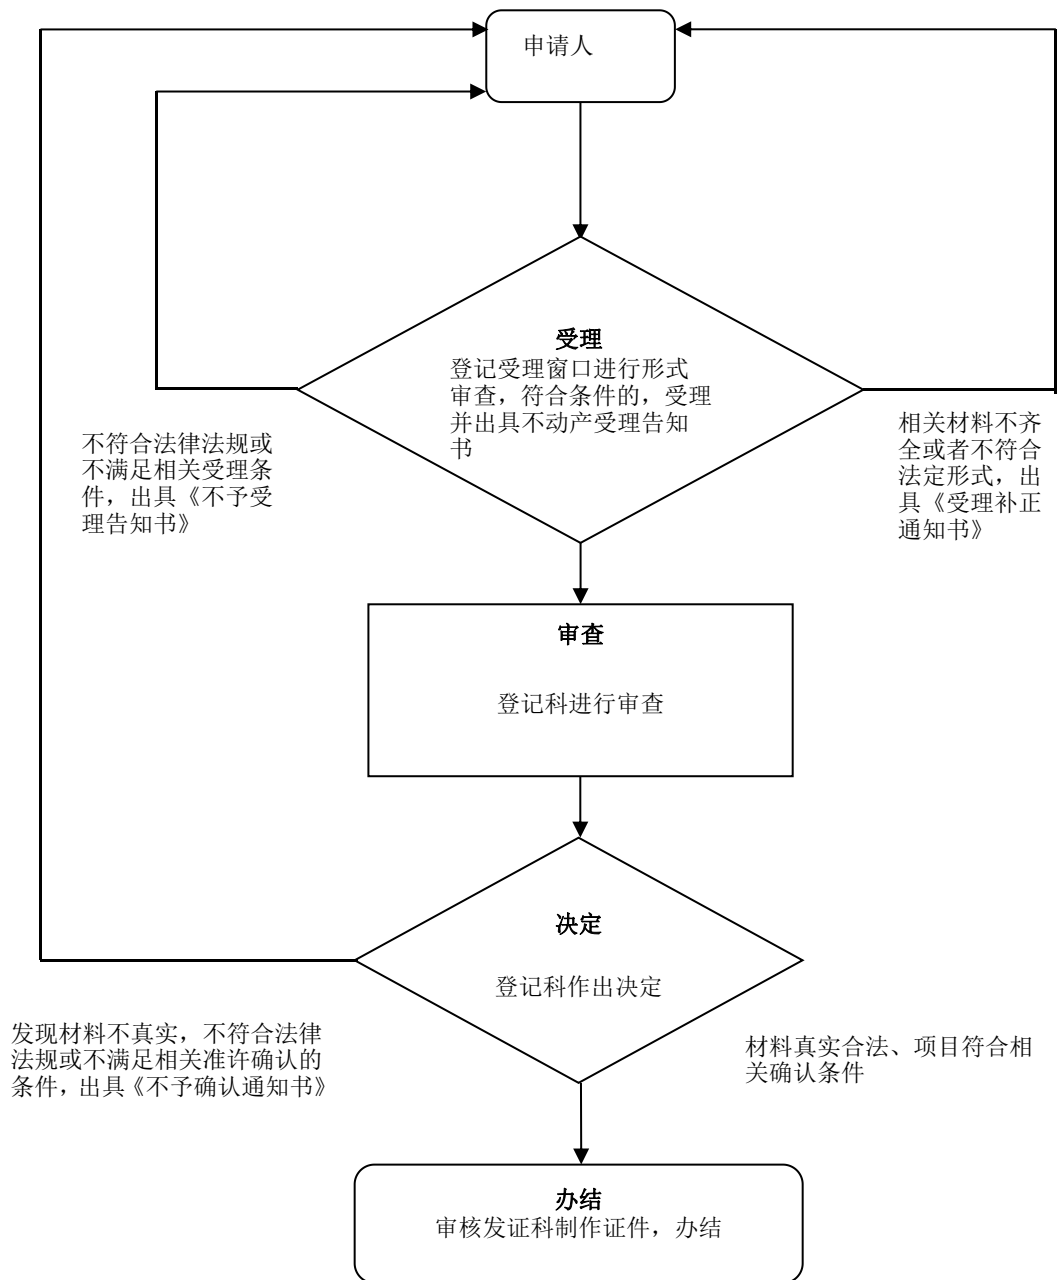 申请人
受理
登记受理窗口进行形式
审查，符合条件的，受理
并出具不动产受理告知
书
不符合法律法规或
不满足相关受理条
件，出具《不予受
理告知书》
相关材料不齐
全或者不符合
法定形式，出
具《受理补正
通知书》
审查
登记科进行审查
决定
登记科作出决定
发现材料不真实，不符合法律
法规或不满足相关准许确认的
条件，出具《不予确认通知书》
材料真实合法、项目符合相
关确认条件
办结
审核发证科制作证件，办结